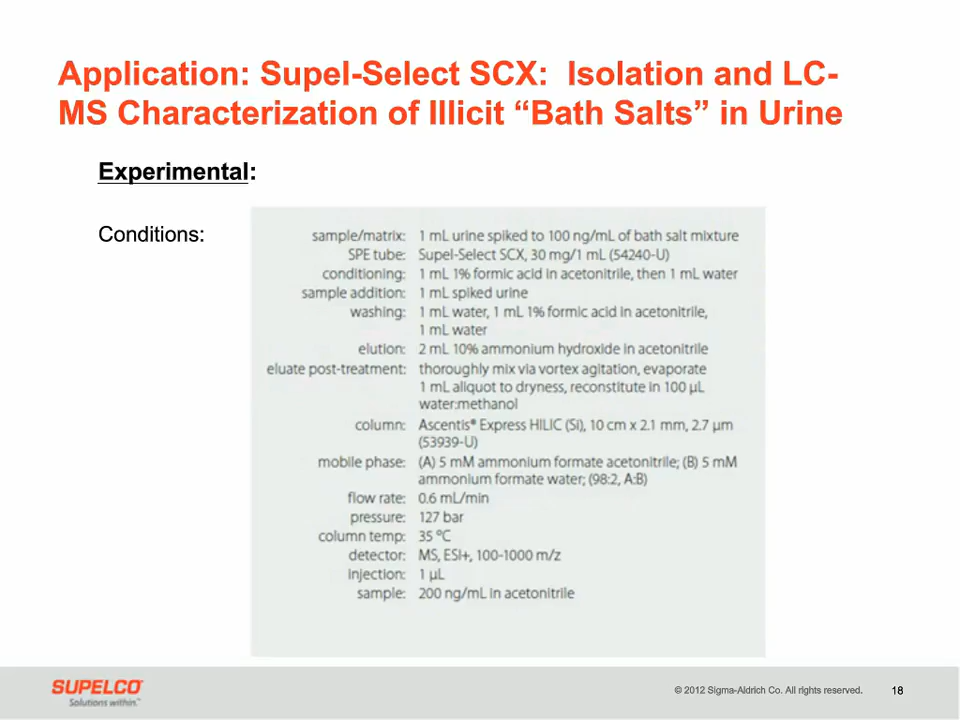 Application: Supel-Select SCX: Isolation and LC-
MS Characterization of Illicit “Bath Salts” in Urine
Experimental:
Conditions:
sample/matrix: 1 mL urine spiked to 100 ng/mL of bath salt mixture
SPE tube: Supel-Select SCX, 30 mg/1 mL (54240-U)
conditioning: 1 mL 1% formic acid in acetonitrile, then 1 mL water
sample addition: 1 mL spiked urine
washing: 1 mL water, 1 mL 1% formic acid in acetonitrile,
1 mL water
elution: 2 mL 10% ammonium hydroxide in acetonitrile
eluate post-treatment: thoroughly mix via vortex agitation, evaporate
1 mL aliquot to dryness, reconstitute in 100 µL
water:methanol
column: Ascentis® Express HILIC (Si), 10 cm x 2.1 mm, 2.7 µm
(53939-U)
mobile phase: (A) 5 mM ammonium formate acetonitrile; (B) 5 mM
ammonium formate water; (98:2, A:B)
flow rate: 0.6 mL/min
pressure: 127 bar
column temp: 35 ºC
detector: MS, ESI+, 100-1000 m/z
injection: 1 µL
sample: 200 ng/mL in acetonitrile
SUPELCO™
Solutions within.™
© 2012 Sigma-Aldrich Co. All rights reserved.
18